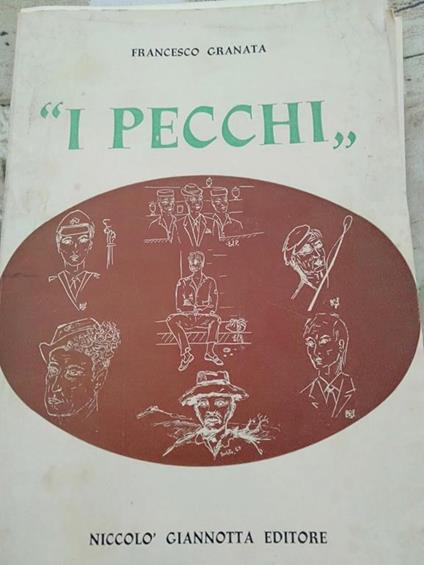 FRANCESCO GRANATA
“I PECCHI„
NICCOLO' GIANNOTTA EDITORE